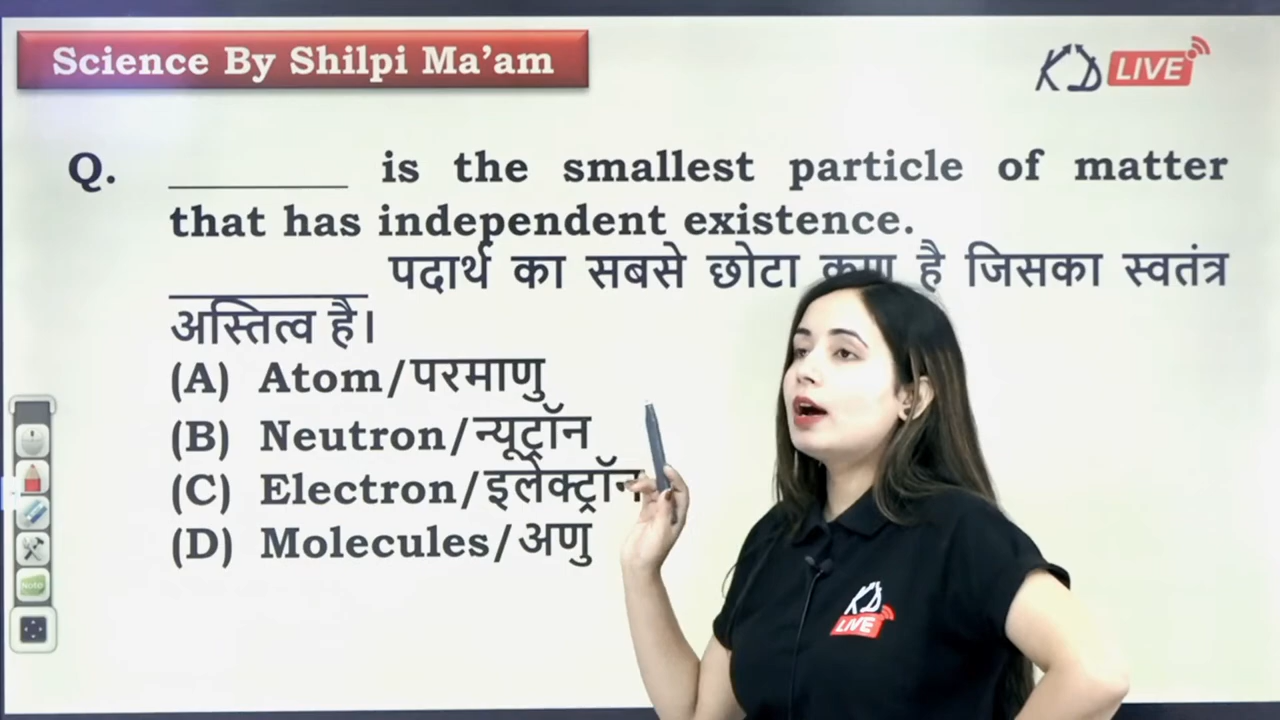 Science By Shilpi Ma’am
KD LIVE
Q. ________ is the smallest particle of matter
that has independent existence.
________ पदार्थ का सबसे छोटा कण है जिसका स्वतंत्र
अस्तित्व है।
(A) Atom/परमाणु
(B) Neutron/न्यूट्रॉन
(C) Electron/इलेक्ट्रॉन
(D) Molecules/अणु
Note
KD
LIVE